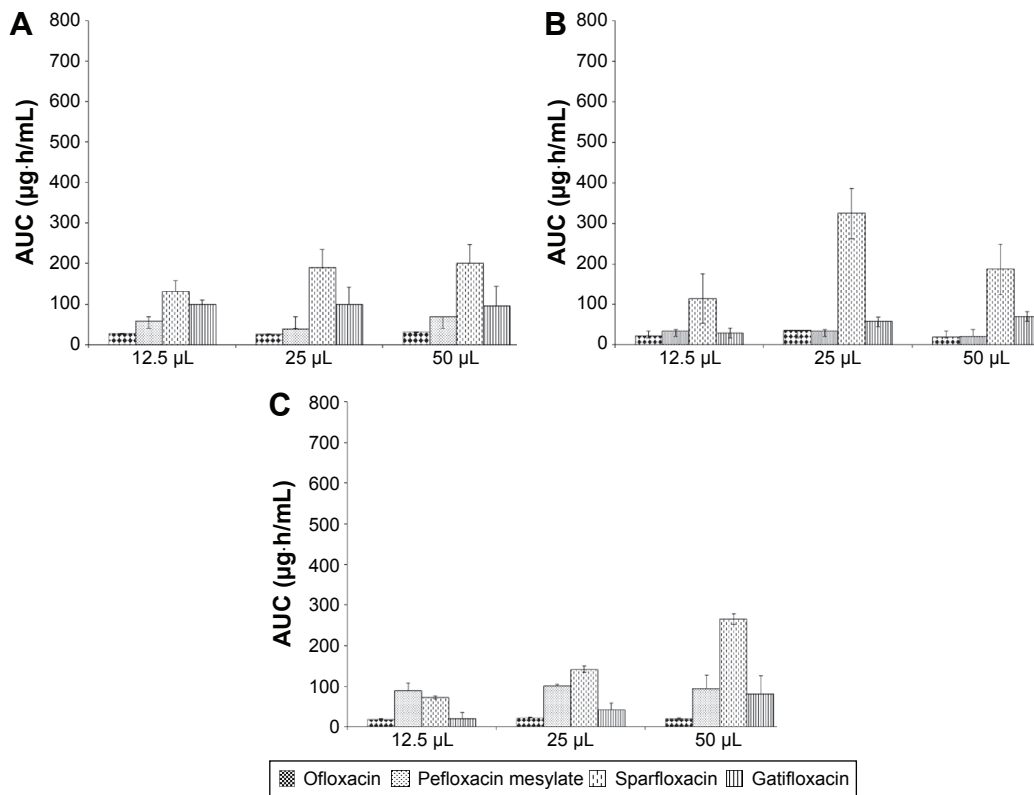 A
AUC (µg·h/mL)
800
700
600
500
400
300
200
100
0
12.5 µL 25 µL 50 µL
B
AUC (µg·h/mL)
800
700
600
500
400
300
200
100
0
12.5 µL 25 µL 50 µL
C
AUC (µg·h/mL)
800
700
600
500
400
300
200
100
0
12.5 µL 25 µL 50 µL
Ofloxacin Pefloxacin mesylate Sparfloxacin Gatifloxacin